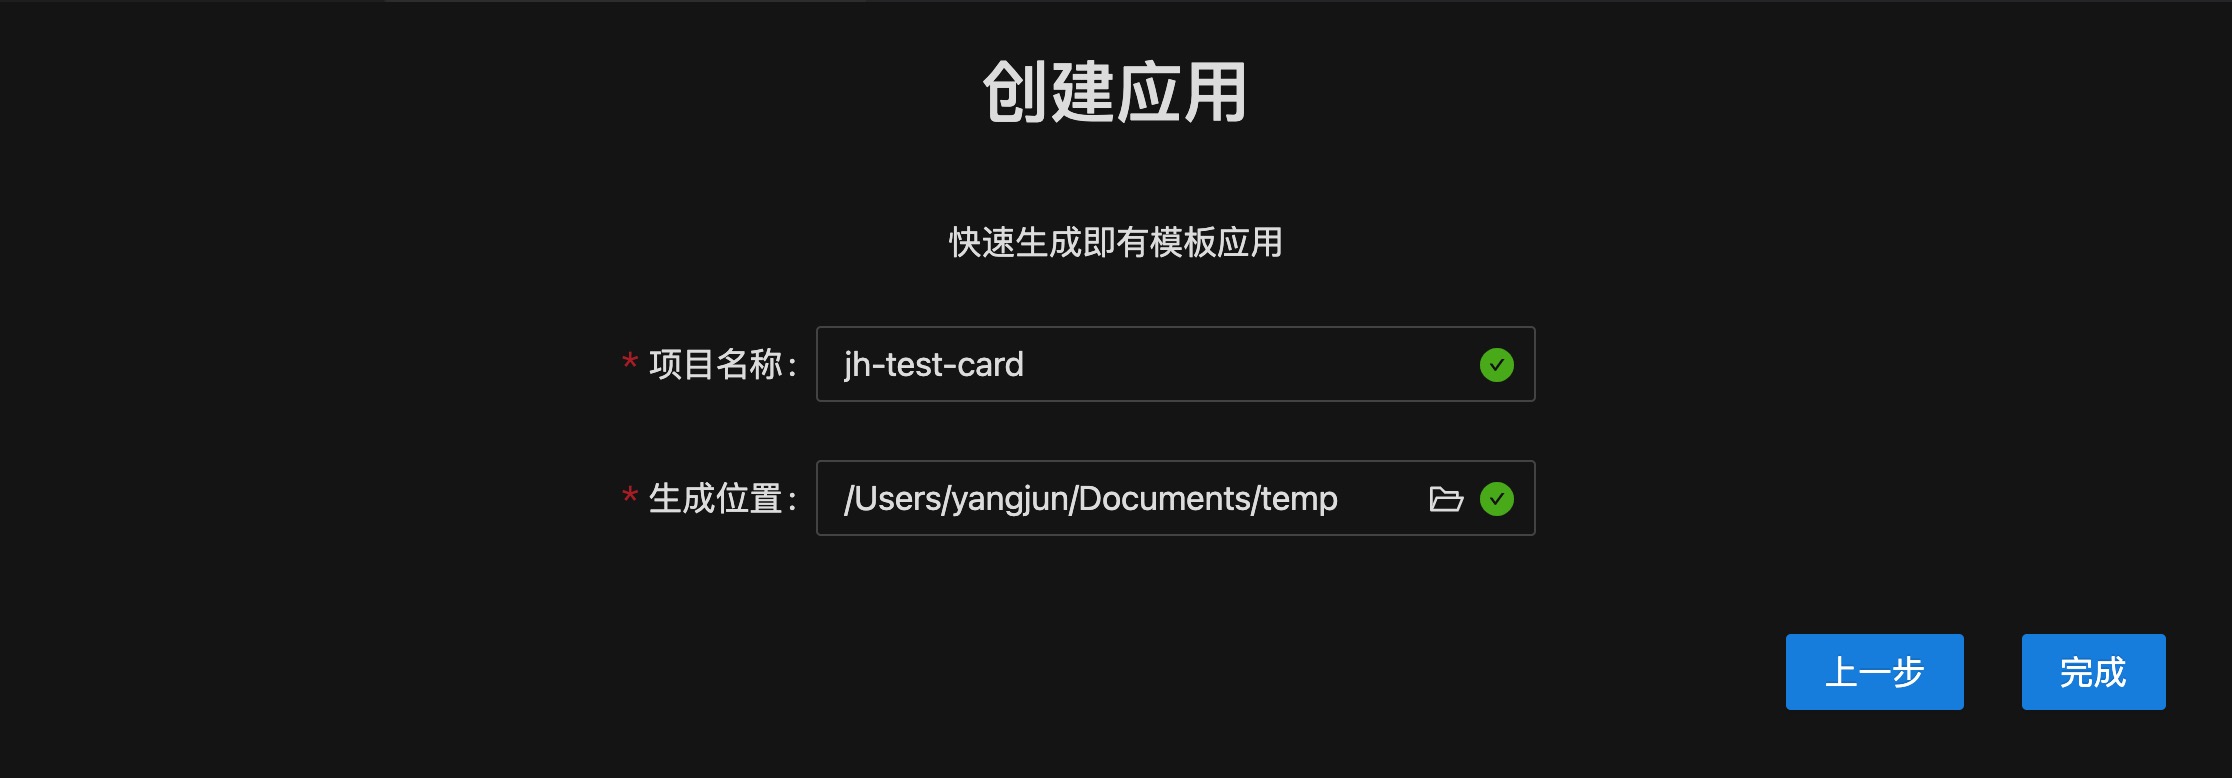 创建应用
快速生成即有模板应用
* 项目名称: jh-test-card
* 生成位置: /Users/yangjun/Documents/temp
上一步 完成